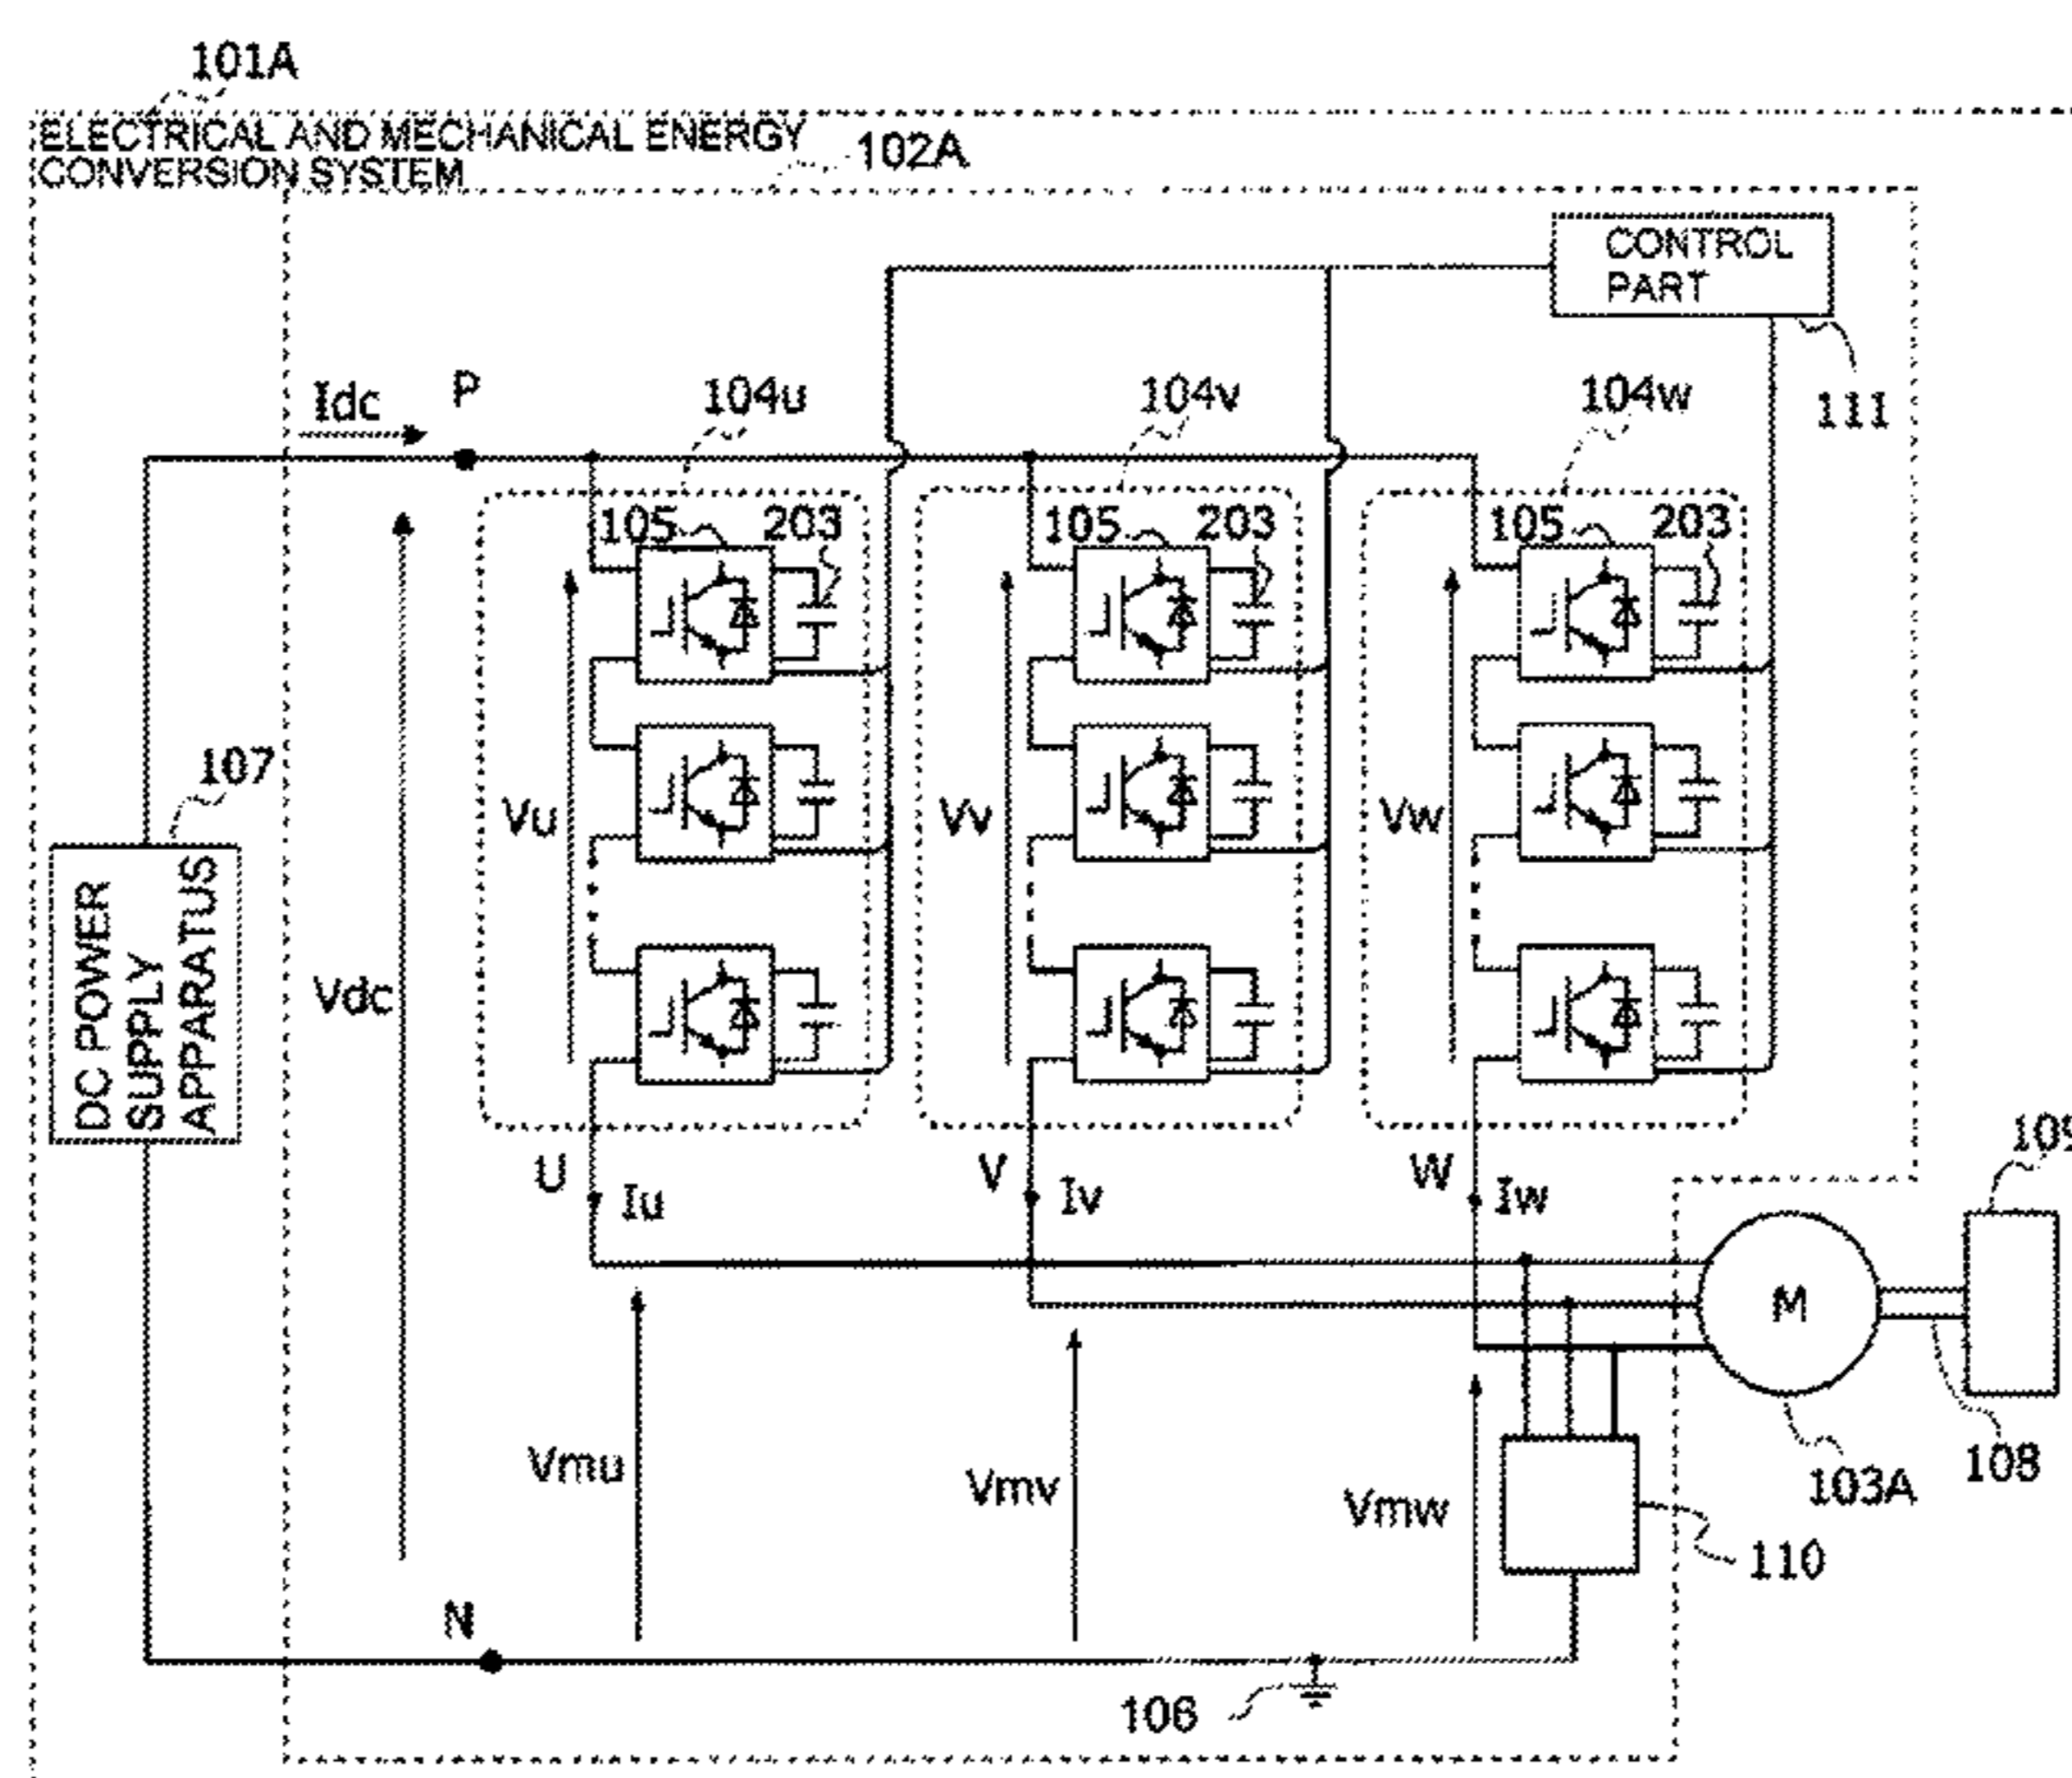 101A
ELECTRICAL AND MECHANICAL ENERGY
CONVERSION SYSTEM
102A
CONTROL
PART
111
Idc
P
104u
104v
104w
105
203
105
203
105
203
107
Vu
Vv
Vw
DC POWER
SUPPLY
APPARATUS
Vdc
109
U
Iu
V
Iv
W
Iw
M
Vmu
Vmv
Vmw
108
103A
110
N
106